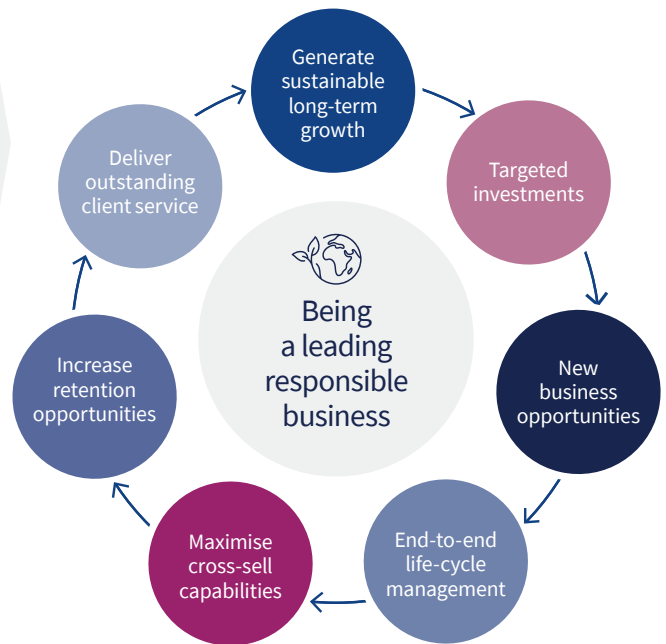 Generate
sustainable
long-term
growth
Targeted
investments
New
business
opportunities
End-to-end
life-cycle
management
Maximise
cross-sell
capabilities
Increase
retention
opportunities
Deliver
outstanding
client service
Being
a leading
responsible
business